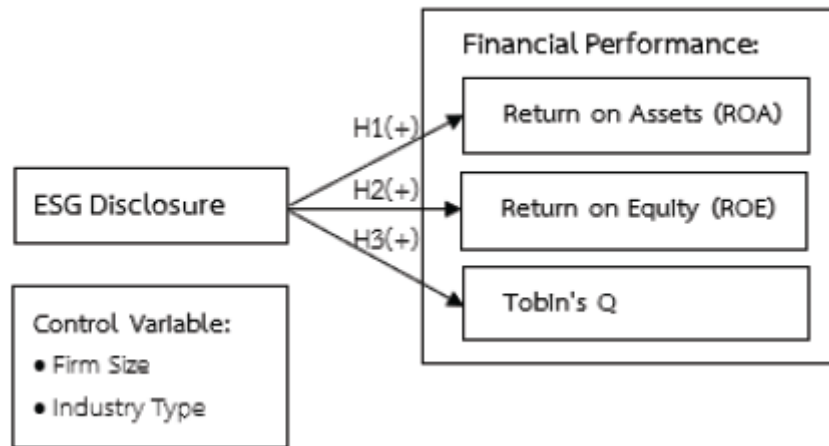 Financial Performance:
Return on Assets (ROA)
H1(+)
ESG Disclosure
H2(+)
Return on Equity (ROE)
H3(+)
Tobin's Q
Control Variable:
• Firm Size
• Industry Type